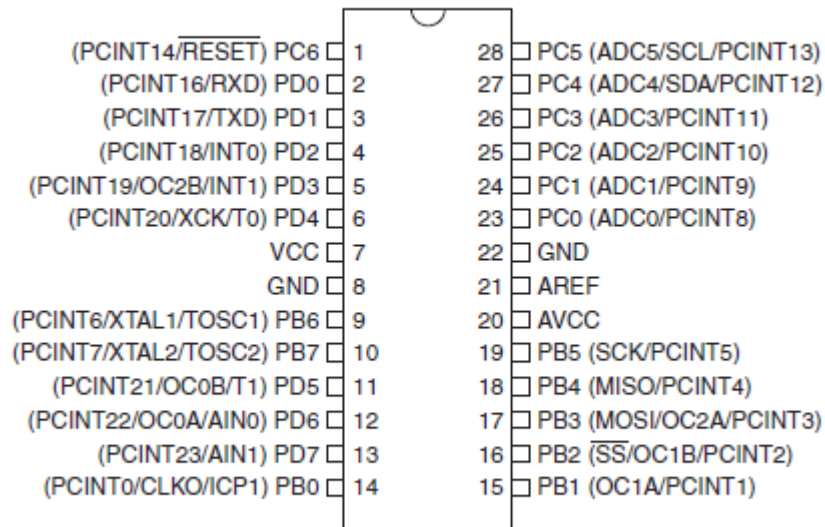 (PCINT14/RESET) PC6 1 28 PC5 (ADC5/SCL/PCINT13)
(PCINT16/RXD) PD0 2 27 PC4 (ADC4/SDA/PCINT12)
(PCINT17/TXD) PD1 3 26 PC3 (ADC3/PCINT11)
(PCINT18/INT0) PD2 4 25 PC2 (ADC2/PCINT10)
(PCINT19/OC2B/INT1) PD3 5 24 PC1 (ADC1/PCINT9)
(PCINT20/XCK/T0) PD4 6 23 PC0 (ADC0/PCINT8)
VCC 7 22 GND
GND 8 21 AREF
(PCINT6/XTAL1/TOSC1) PB6 9 20 AVCC
(PCINT7/XTAL2/TOSC2) PB7 10 19 PB5 (SCK/PCINT5)
(PCINT21/OC0B/T1) PD5 11 18 PB4 (MISO/PCINT4)
(PCINT22/OC0A/AIN0) PD6 12 17 PB3 (MOSI/OC2A/PCINT3)
(PCINT23/AIN1) PD7 13 16 PB2 (SS/OC1B/PCINT2)
(PCINT0/CLKO/ICP1) PB0 14 15 PB1 (OC1A/PCINT1)